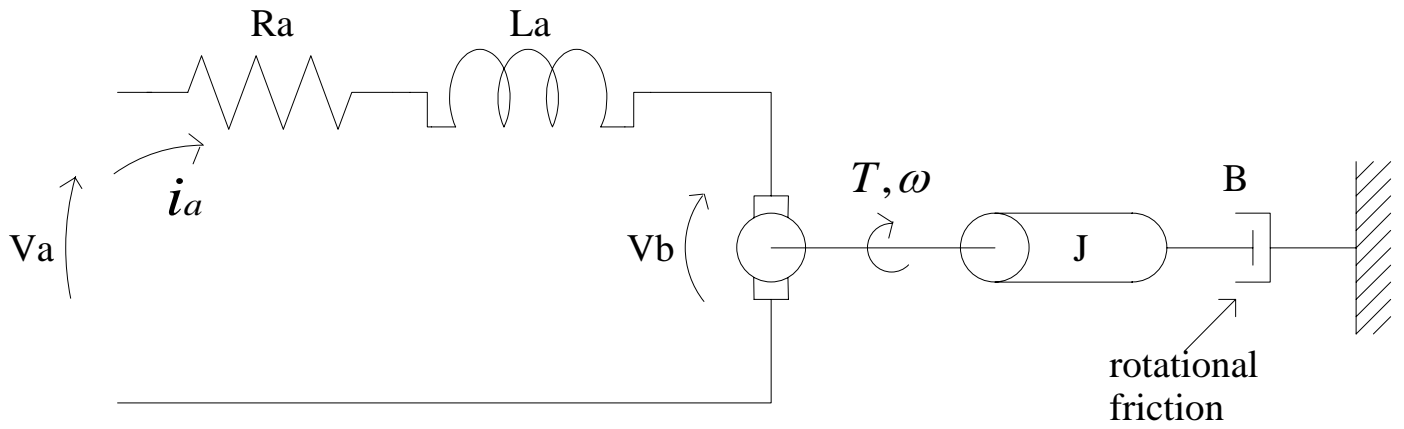 Ra
La
ia
Va
Vb
T, ω
J
B
rotational
friction